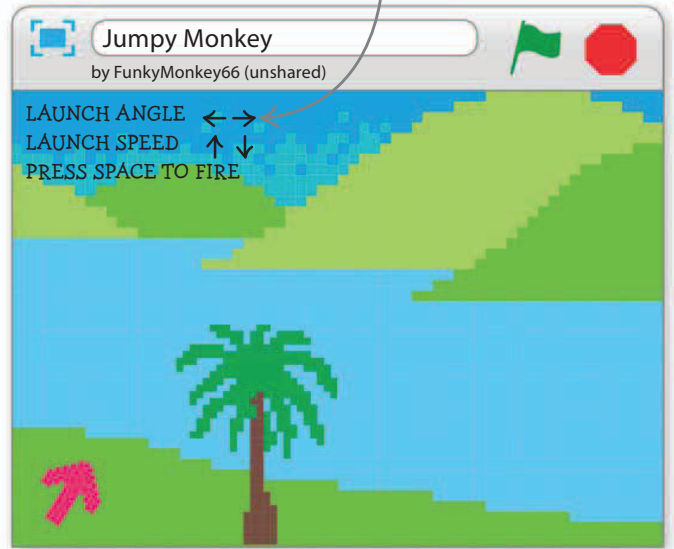 Jumpy Monkey
by FunkyMonkey66 (unshared)
LAUNCH ANGLE ← →
LAUNCH SPEED ↑ ↓
PRESS SPACE TO FIRE